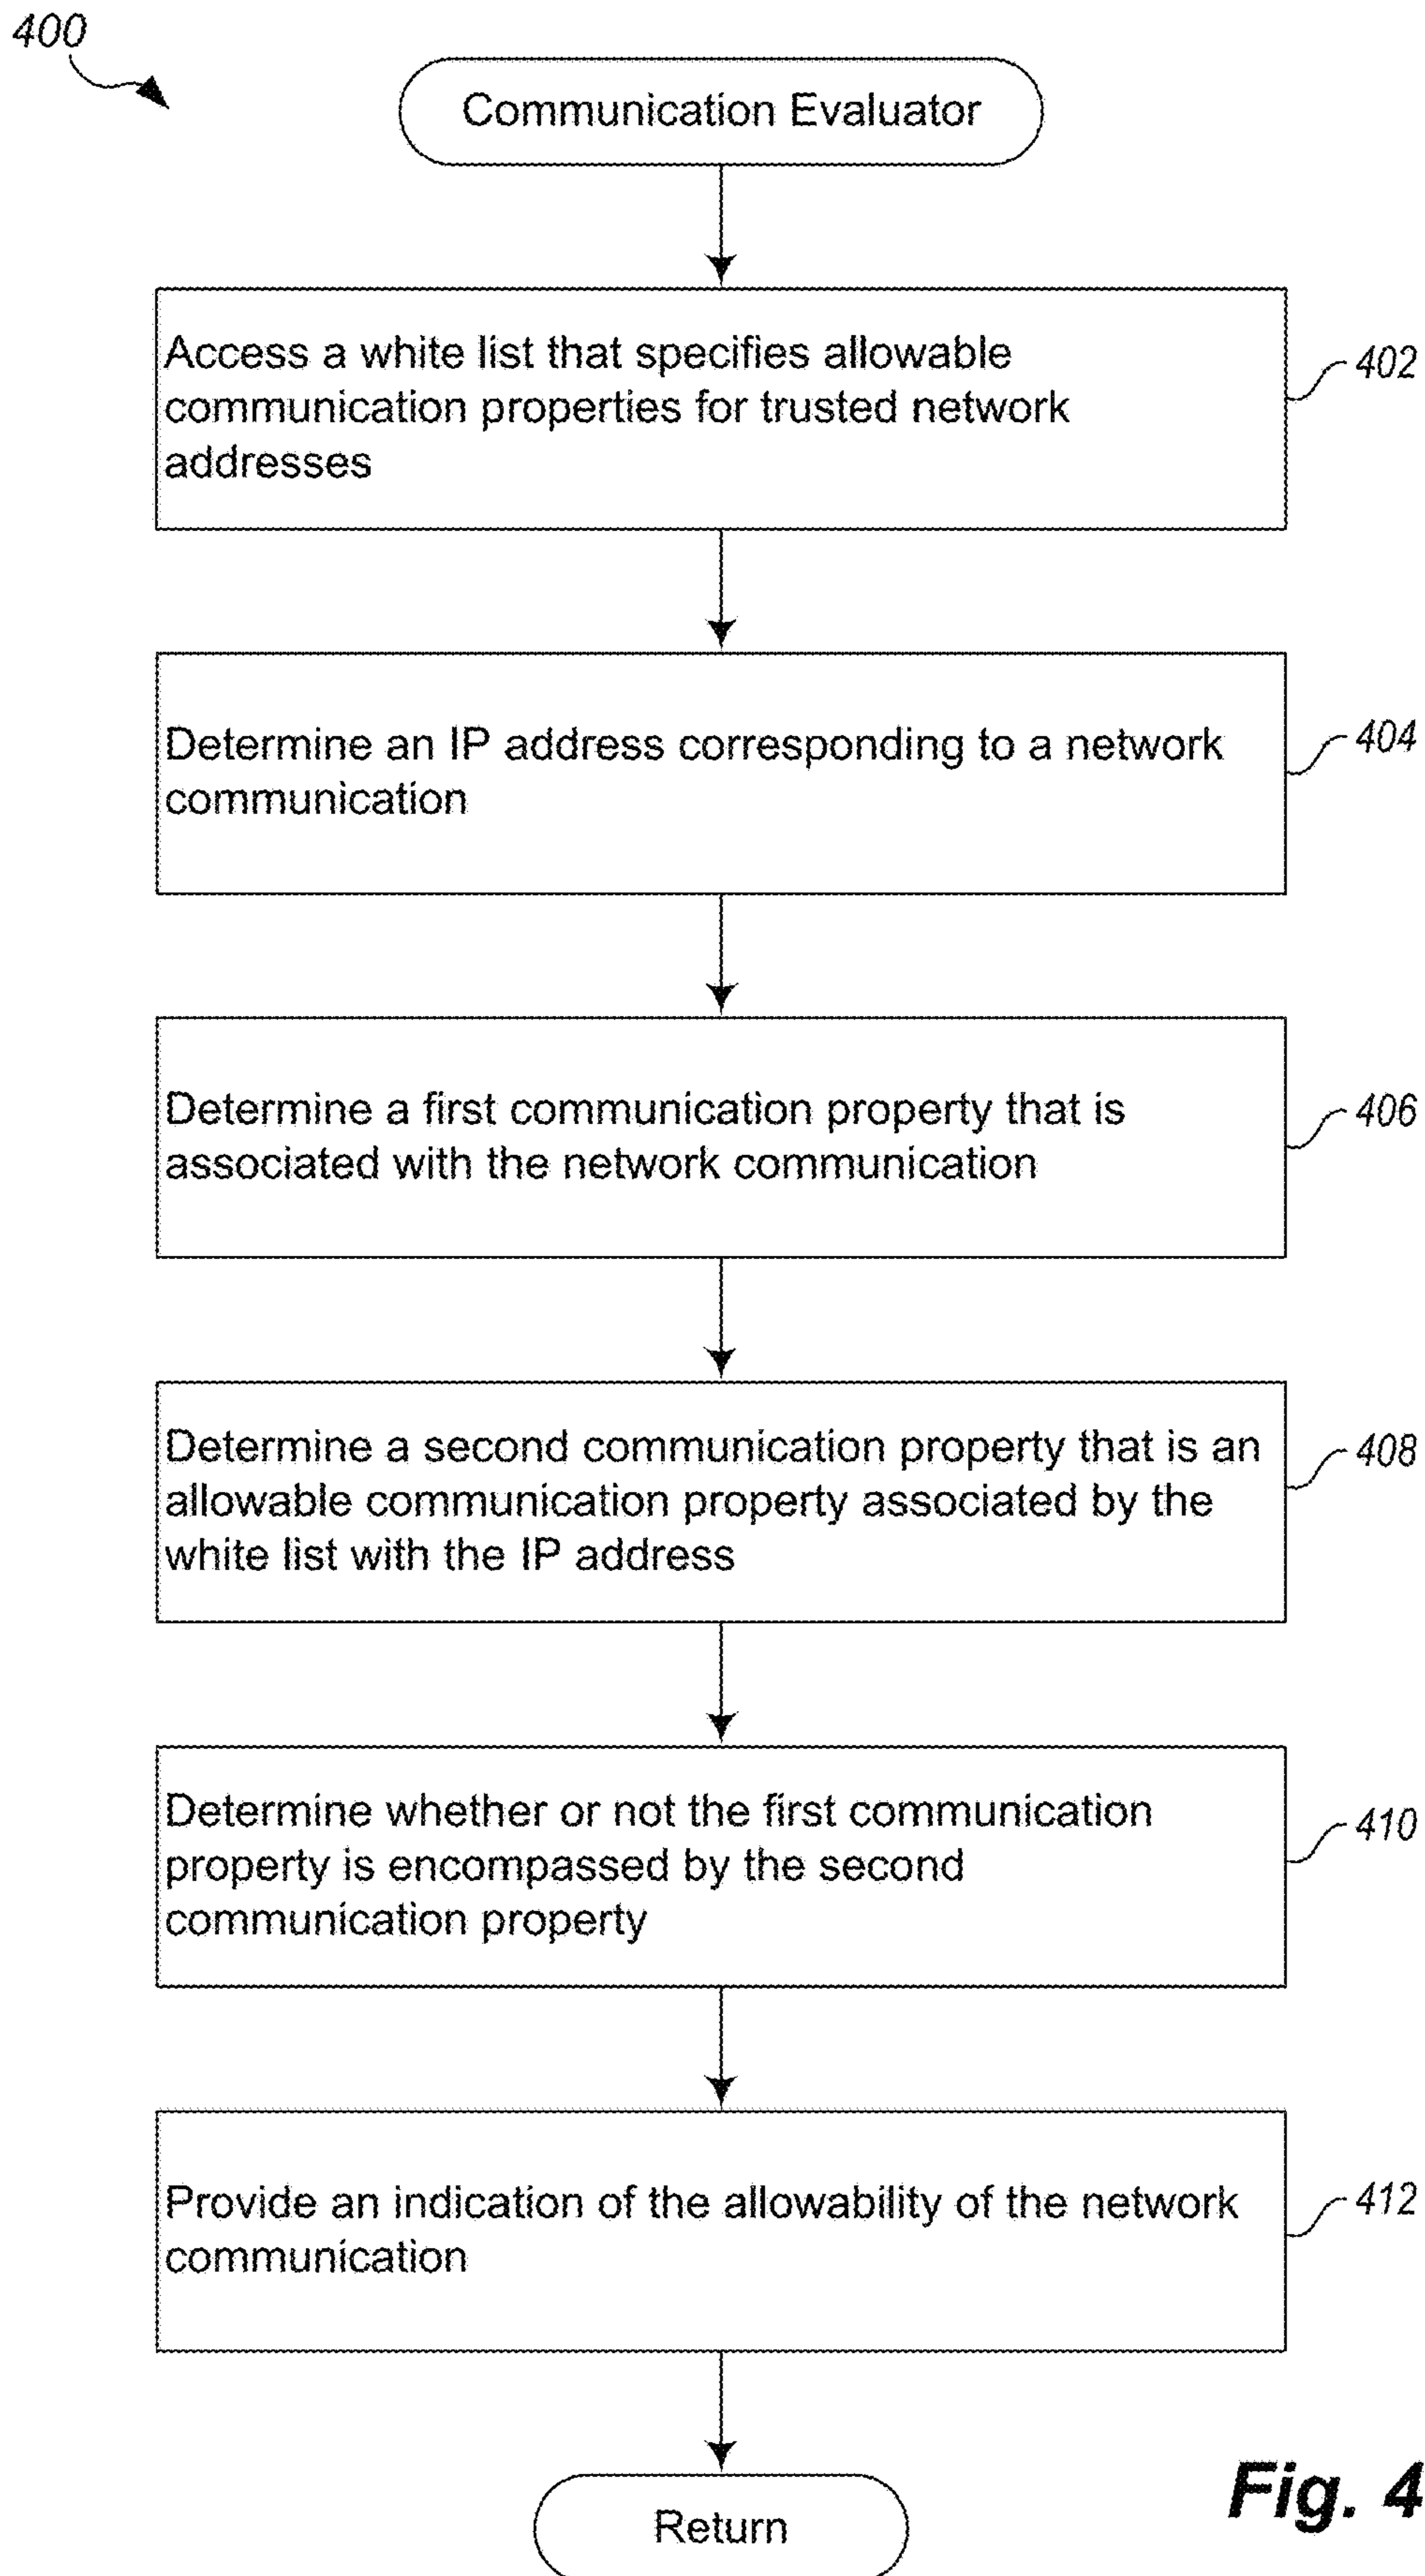 400
Communication Evaluator
Access a white list that specifies allowable
communication properties for trusted network
addresses
402
Determine an IP address corresponding to a network
communication
404
Determine a first communication property that is
associated with the network communication
406
Determine a second communication property that is an
allowable communication property associated by the
white list with the IP address
408
Determine whether or not the first communication
property is encompassed by the second
communication property
410
Provide an indication of the allowability of the network
communication
412
Return
Fig. 4